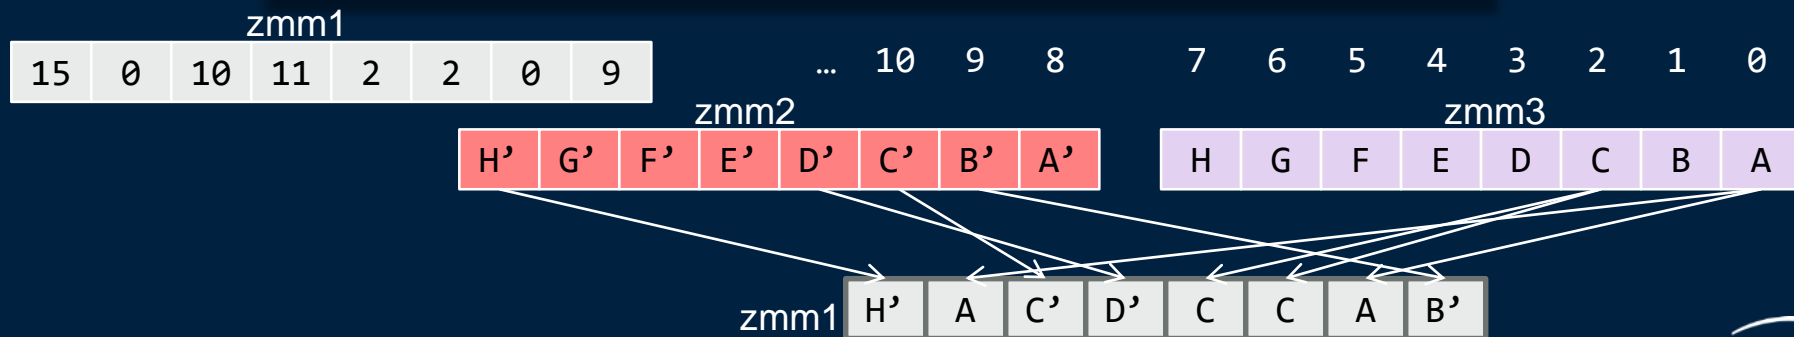 zmm1
15 0 10 11 2 2 0 9
… 10 9 8 7 6 5 4 3 2 1 0
zmm2 zmm3
H’ G’ F’ E’ D’ C’ B’ A’ H G F E D C B A
zmm1 H’ A C’ D’ C C A B’